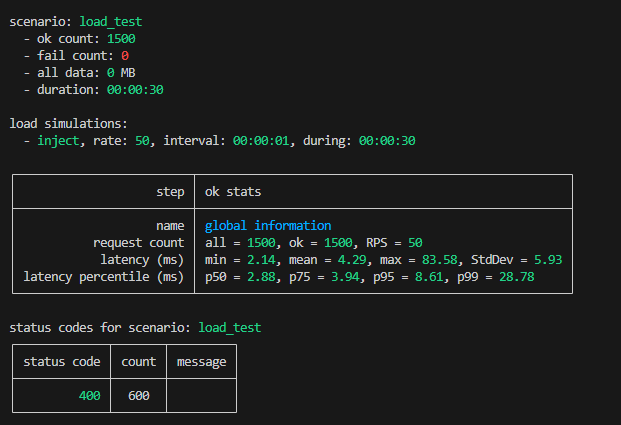 scenario: load_test
- ok count: 1500
- fail count: 0
- all data: 0 MB
- duration: 00:00:30
load simulations:
- inject, rate: 50, interval: 00:00:01, during: 00:00:30
step ok stats
name global information
request count all = 1500, ok = 1500, RPS = 50
latency (ms) min = 2.14, mean = 4.29, max = 83.58, StdDev = 5.93
latency percentile (ms) p50 = 2.88, p75 = 3.94, p95 = 8.61, p99 = 28.78
status codes for scenario: load_test
status code count message
400 600